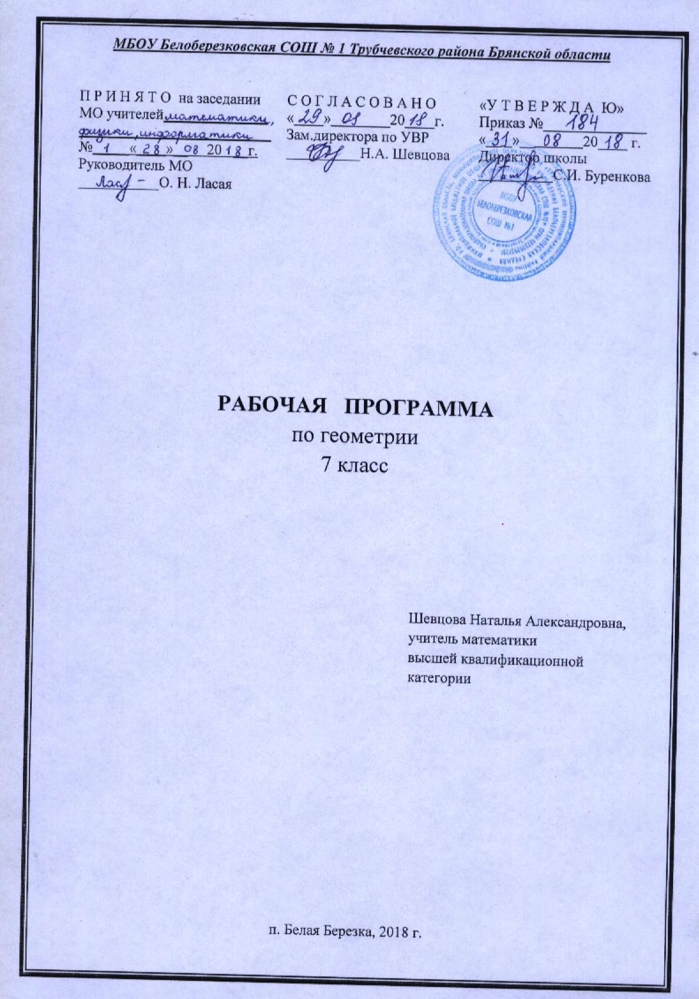 МБОУ Белоберезковская СОШ № 1 Трубчевского района Брянской области
П Р И Н Я Т О на заседании
МО учителей математики,
физики, информатики
№ 1 « 28 » 08 2018 г.
Руководитель МО
О. Н. Ласая
С О Г Л А С О В А Н О
« 29 » 08 2018 г.
Зам.директора по УВР
Н.А. Шевцова
«У Т В Е Р Ж Д А Ю»
Приказ № 184
« 31 » 08 20 18 г.
Директор школы
С.И. Буренкова
МБОУ
БЕЛОБЕРЕЗКОВСКАЯ
СОШ №1
РАБОЧАЯ ПРОГРАММА
по геометрии
7 класс
Шевцова Наталья Александровна,
учитель математики
высшей квалификационной
категории
п. Белая Березка, 2018 г.